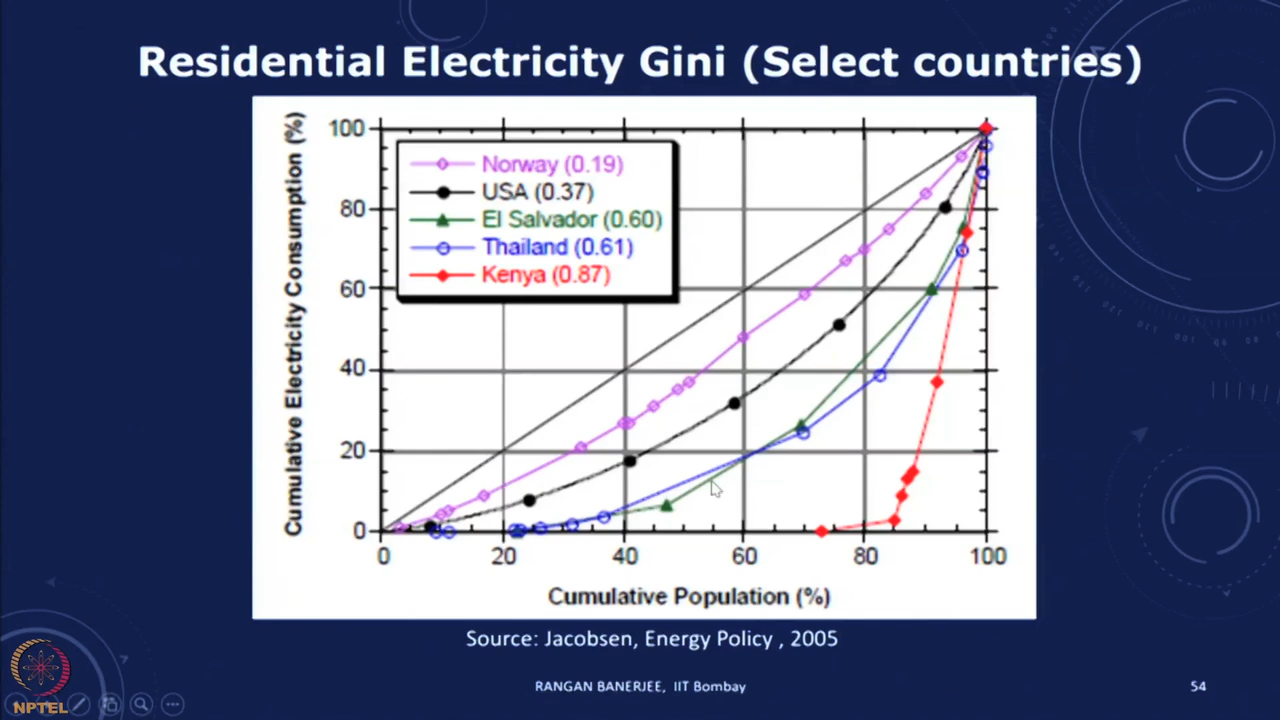 Residential Electricity Gini (Select countries)
Cumulative Electricity Consumption (%)
100
80
60
40
20
0
Norway (0.19)
USA (0.37)
El Salvador (0.60)
Thailand (0.61)
Kenya (0.87)
0 20 40 60 80 100
Cumulative Population (%)
Source: Jacobsen, Energy Policy , 2005
RANGAN BANERJEE, IIT Bombay
54
NPTEL